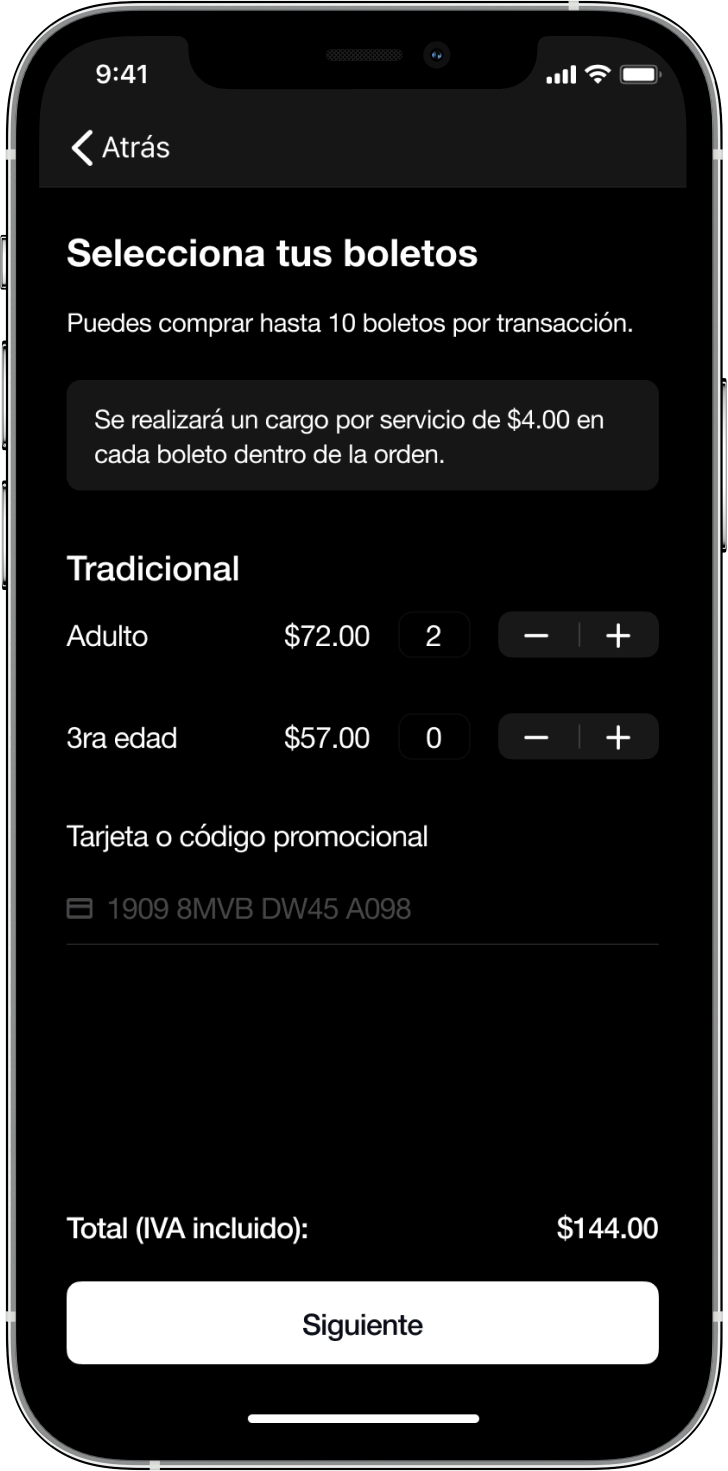 9:41
Atrás
Selecciona tus boletos
Puedes comprar hasta 10 boletos por transacción.
Se realizará un cargo por servicio de $4.00 en
cada boleto dentro de la orden.
Tradicional
Adulto $72.00 2 − +
3ra edad $57.00 0 − +
Tarjeta o código promocional
1909 8MVB DW45 A098
Total (IVA incluido): $144.00
Siguiente